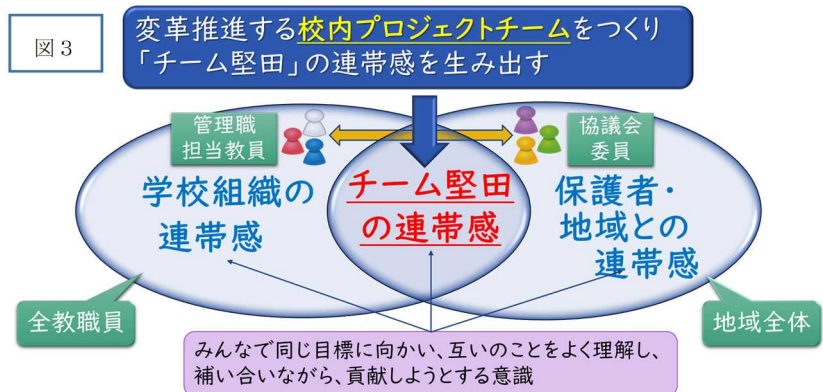 図3
変革推進する校内プロジェクトチームをつくり
「チーム堅田」の連帯感を生み出す
管理職
担当教員
協議会
委員
学校組織の
連帯感
チーム堅田
の連帯感
保護者・
地域との
連帯感
全教職員
地域全体
みんなで同じ目標に向かい、互いのことをよく理解し、
補い合いながら、貢献しようとする意識